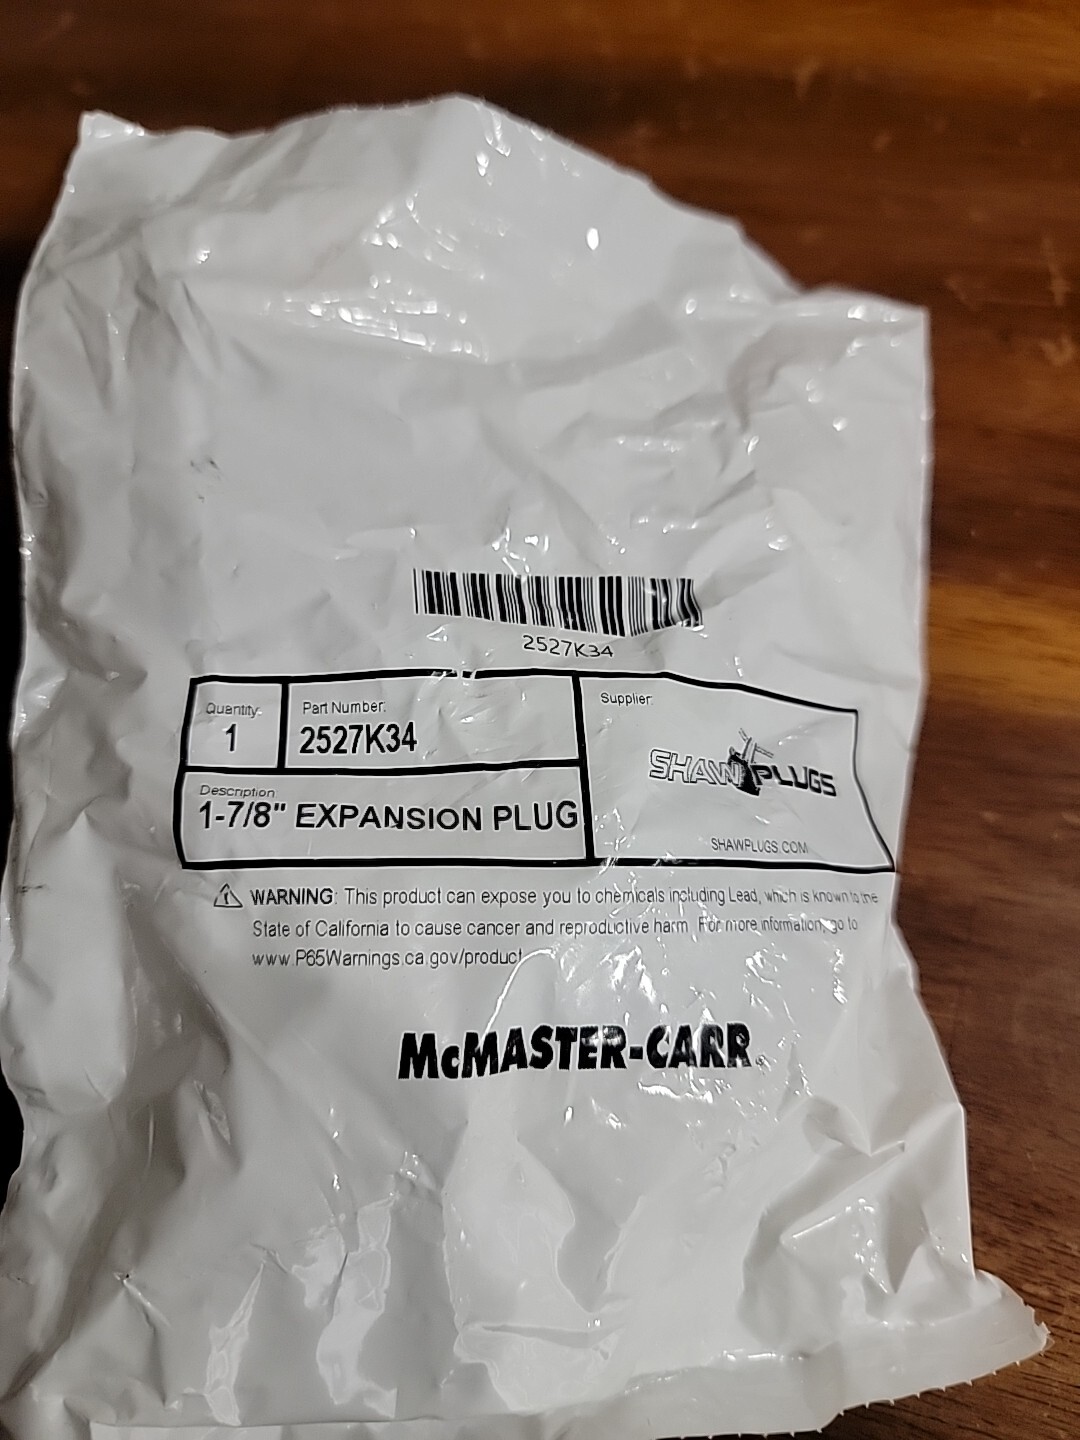 2527K34
Quantity:
1
Part Number:
2527K34
Supplier:
SHAW PLUGS
SHAWPLUGS.COM
Description
1-7/8" EXPANSION PLUG
WARNING: This product can expose you to chemicals including Lead, which is known to the
State of California to cause cancer and reproductive harm. For more information, go to
www.P65Warnings.ca.gov/product
McMASTER-CARR